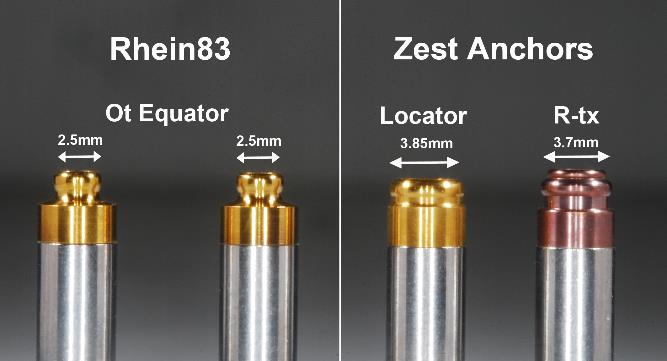 Rhein83
Ot Equator
2.5mm
2.5mm
Zest Anchors
Locator
R-tx
3.85mm
3.7mm